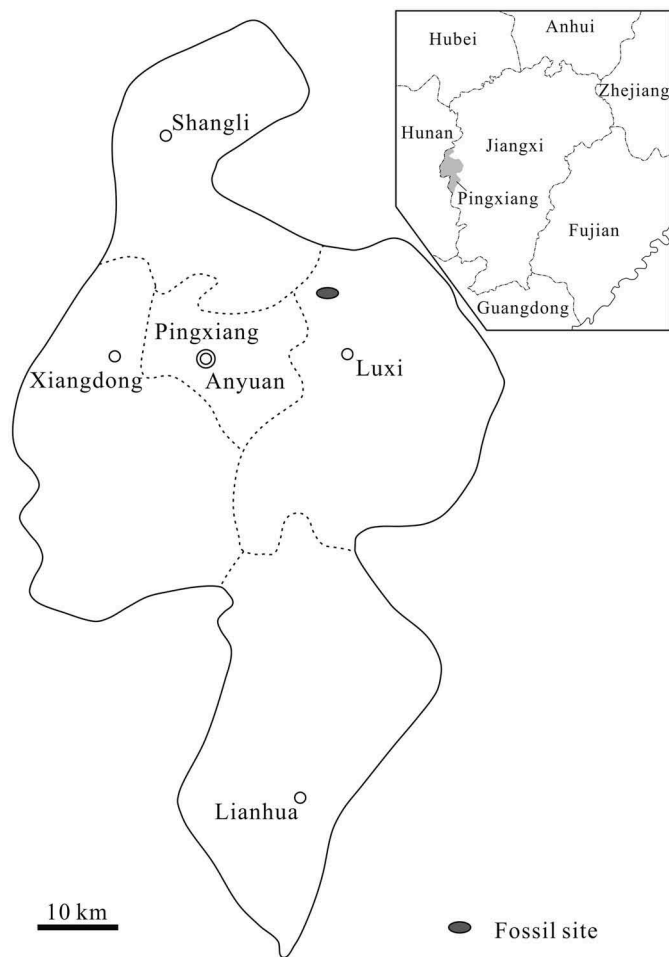 Shangli
Pingxiang
Xiangdong
Anyuan
Luxi
Lianhua
10 km
Fossil site
Hubei
Anhui
Zhejiang
Hunan
Jiangxi
Pingxiang
Fujian
Guangdong